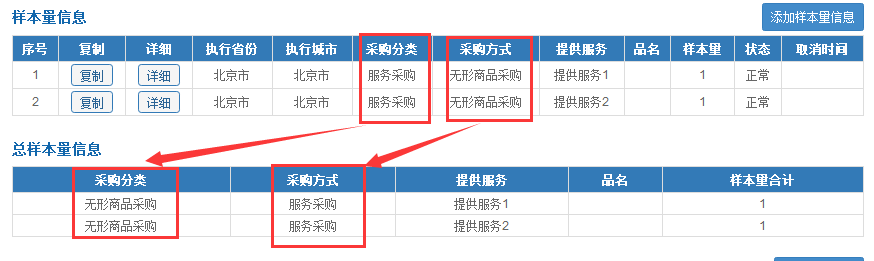 样本量信息 添加样本量信息
序号 复制 详细 执行省份 执行城市 采购分类 采购方式 提供服务 品名 样本量 状态 取消时间
1 复制 详细 北京市 北京市 服务采购 无形商品采购 提供服务1 1 正常
2 复制 详细 北京市 北京市 服务采购 无形商品采购 提供服务2 1 正常
总样本量信息
采购分类 采购方式 提供服务 品名 样本量合计
无形商品采购 服务采购 提供服务1 1
无形商品采购 服务采购 提供服务2 1